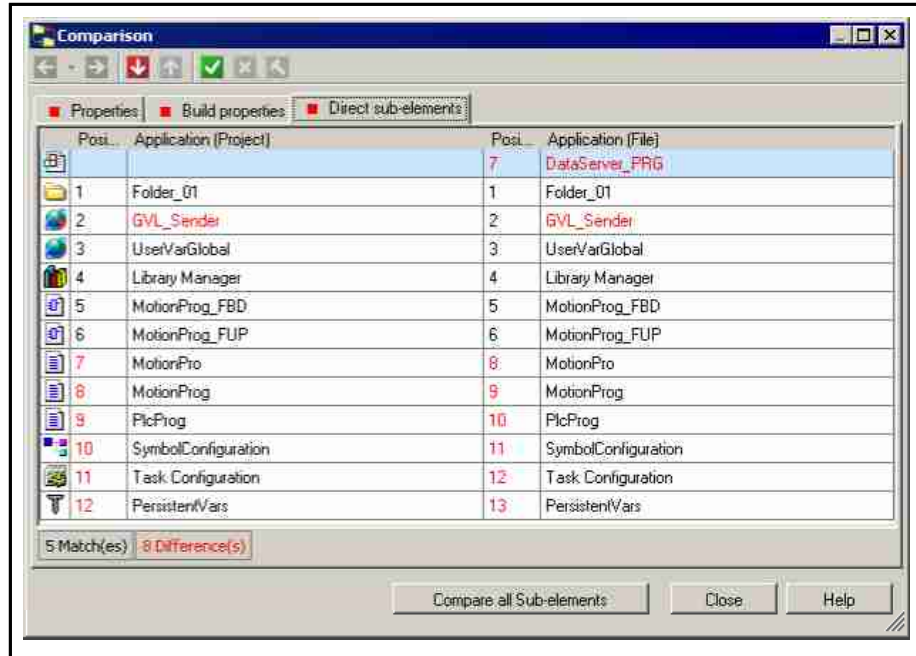 Comparison
Properties Build properties Direct sub-elements
Posi... Application (Project) Posi... Application (File)
7 DataServer_PRG
1 Folder_01 1 Folder_01
2 GVL_Sender 2 GVL_Sender
3 UserVarGlobal 3 UserVarGlobal
4 Library Manager 4 Library Manager
5 MotionProg_FBD 5 MotionProg_FBD
6 MotionProg_FUP 6 MotionProg_FUP
7 MotionPro 8 MotionPro
8 MotionProg 9 MotionProg
9 PlcProg 10 PlcProg
10 SymbolConfiguration 11 SymbolConfiguration
11 Task Configuration 12 Task Configuration
12 PersistentVars 13 PersistentVars
5 Match(es) 8 Difference(s)
Compare all Sub-elements Close Help